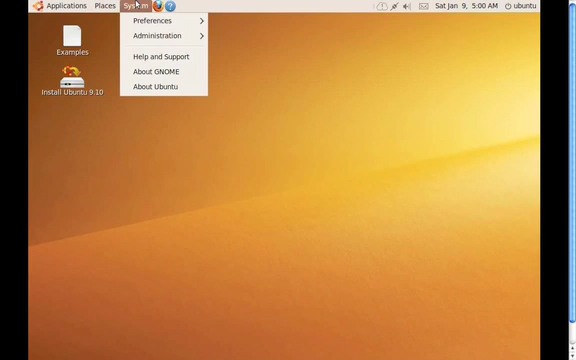 Applications Places System Sat Jan 9, 5:00 AM ubuntu
Preferences
Administration
Help and Support
About GNOME
About Ubuntu
Examples
Install Ubuntu 9.10